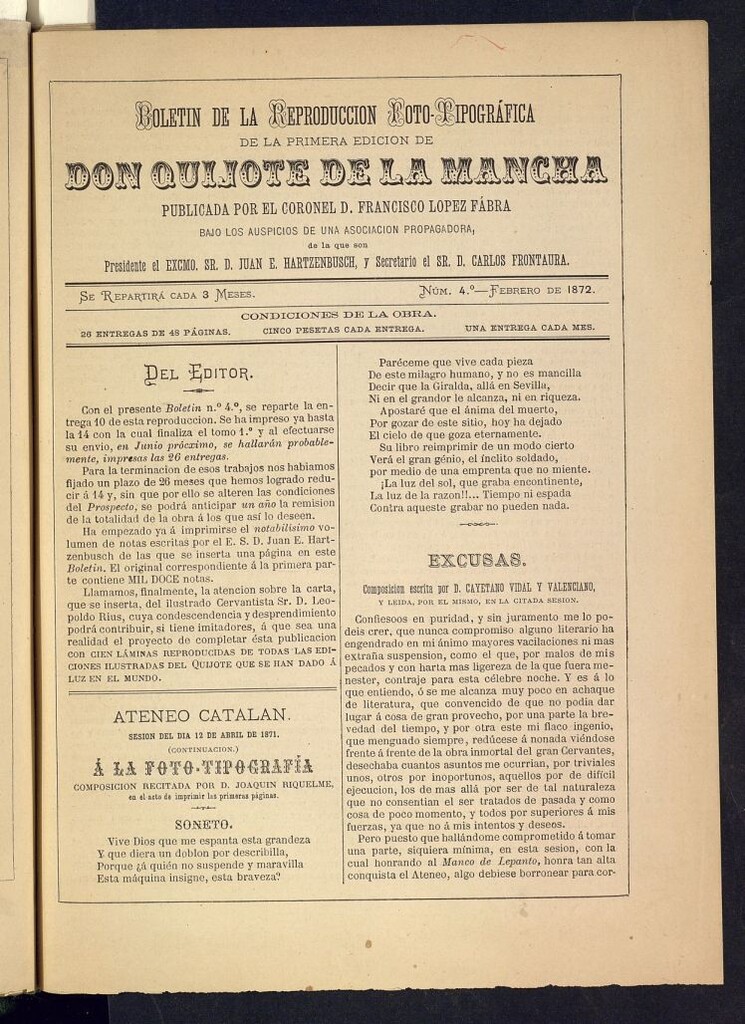 BOLETIN DE LA REPRODUCCION FOTO-TIPOGRÁFICA
DE LA PRIMERA EDICION DE
DON QUIJOTE DE LA MANCHA
PUBLICADA POR EL CORONEL D. FRANCISCO LOPEZ FÁBRA
BAJO LOS AUSPICIOS DE UNA ASOCIACION PROPAGADORA,
de la que son
Presidente el EXCMO. SR. D. JUAN E. HARTZENBUSCH, y Secretario el SR. D. CARLOS FRONTAURA.
SE REPARTIRÁ CADA 3 MESES. NÚM. 4.º—FEBRERO DE 1872.
CONDICIONES DE LA OBRA.
26 ENTREGAS DE 48 PÁGINAS. CINCO PESETAS CADA ENTREGA. UNA ENTREGA CADA MES.
DEL EDITOR.
Con el presente Boletin n.º 4.º, se reparte la en-
trega 10 de esta reproduccion. Se ha impreso ya hasta
la 14 con la cual finaliza el tomo 1.º y al efectuarse
su envio, en Junio prócximo, se hallarán probable-
mente, impresas las 26 entregas.
Para la terminacion de esos trabajos nos habiamos
fijado un plazo de 26 meses que hemos logrado redu-
cir á 14 y, sin que por ello se alteren las condiciones
del Prospecto, se podrá anticipar un año la remision
de la totalidad de la obra á los que así lo deseen.
Ha empezado ya á imprimirse el notabilísimo vo-
lumen de notas escritas por el E. S. D. Juan E. Hart-
zenbusch de las que se inserta una página en este
Boletin. El original correspondiente á la primera par-
te contiene MIL DOCE notas.
Llamamos, finalmente, la atencion sobre la carta,
que se inserta, del ilustrado Cervantista Sr. D. Leo-
poldo Rius, cuya condescendencia y desprendimiento
podrá contribuir, si tiene imitadores, á que sea una
realidad el proyecto de completar ésta publicacion
con CIEN LÁMINAS REPRODUCIDAS DE TODAS LAS EDI-
CIONES ILUSTRADAS DEL QUIJOTE QUE SE HAN DADO Á
LUZ EN EL MUNDO.
ATENEO CATALAN.
SESION DEL DIA 12 DE ABRIL DE 1871.
(CONTINUACION.)
Á LA FOTO-TIPOGRAFÍA
COMPOSICION RECITADA POR D. JOAQUIN RIQUELME,
en el acto de imprimir las primeras páginas.
SONETO.
Vive Dios que me espanta esta grandeza
Y que diera un doblon por describilla,
Porque ¿á quién no suspende y maravilla
Esta máquina insigne, esta braveza?
Paréceme que vive cada pieza
De este milagro humano, y no es mancilla
Decir que la Giralda, allá en Sevilla,
Ni en el grandor le alcanza, ni en riqueza.
Apostaré que el ánima del muerto,
Por gozar de este sitio, hoy ha dejado
El cielo de que goza eternamente.
Su libro reimprimir de un modo cierto
Verá el gran génio, el ínclito soldado,
por medio de una emprenta que no miente.
¡La luz del sol, que graba encontinente,
La luz de la razon!!... Tiempo ni espada
Contra aqueste grabar no pueden nada.
EXCUSAS.
Composicion escrita por D. CAYETANO VIDAL Y VALENCIANO,
Y LEIDA, POR EL MISMO, EN LA CITADA SESION.
Confiesoos en puridad, y sin juramento me lo po-
deis crer, que nunca compromiso alguno literario ha
engendrado en mi ánimo mayores vacilaciones ni mas
extraña suspension, como el que, por malos de mis
pecados y con harta mas ligereza de la que fuera me-
nester, contraje para esta célebre noche. Y es á lo
que entiendo, ó se me alcanza muy poco en achaque
de literatura, que convencido de que no podia dar
lugar á cosa de gran provecho, por una parte la bre-
vedad del tiempo, y por otra este mi flaco ingenio,
que menguado siempre, redúcese á nonada viéndose
frente á frente de la obra inmortal del gran Cervantes,
desechaba cuantos asuntos me ocurrian, por triviales
unos, otros por inoportunos, aquellos por de difícil
ejecucion, los de mas allá por ser de tal naturaleza
que no consentian el ser tratados de pasada y como
cosa de poco momento, y todos por superiores á mis
fuerzas, ya que no á mis intentos y deseos.
Pero puesto que hallándome comprometido á tomar
una parte, siquiera mínima, en esta sesion, con la
cual honrando al Manco de Lepanto, honra tan alta
conquista el Ateneo, algo debiese borronear para cor-